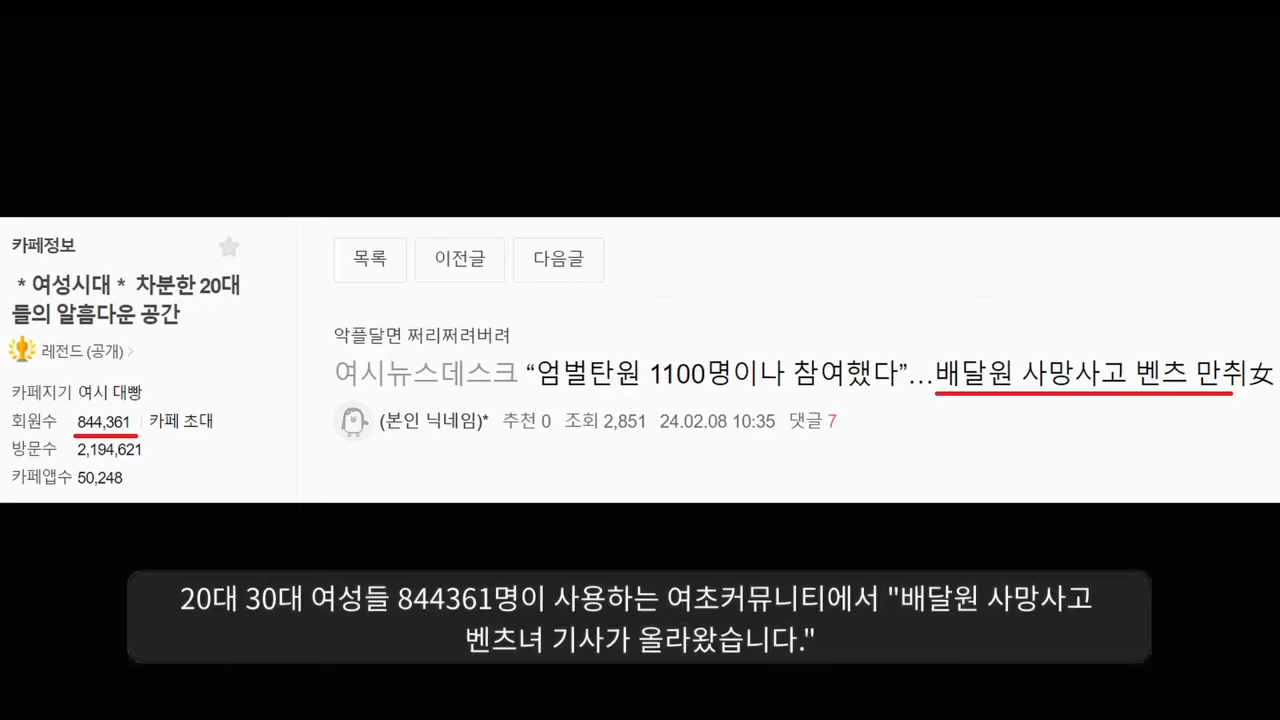 카페정보
*여성시대* 차분한 20대
들의 알흠다운 공간
레전드 (공개)
카페지기 여시 대빵
회원수 844,361 카페 초대
방문수 2,194,621
카페앱수 50,248
목록 이전글 다음글
악플달면 쩌리쩌려버려
여시뉴스데스크 “엄벌탄원 1100명이나 참여했다”…배달원 사망사고 벤츠 만취女
(본인 닉네임)* 추천 0 조회 2,851 24.02.08 10:35 댓글 7
20대 30대 여성들 844361명이 사용하는 여초커뮤니티에서 "배달원 사망사고
벤츠녀 기사가 올라왔습니다."